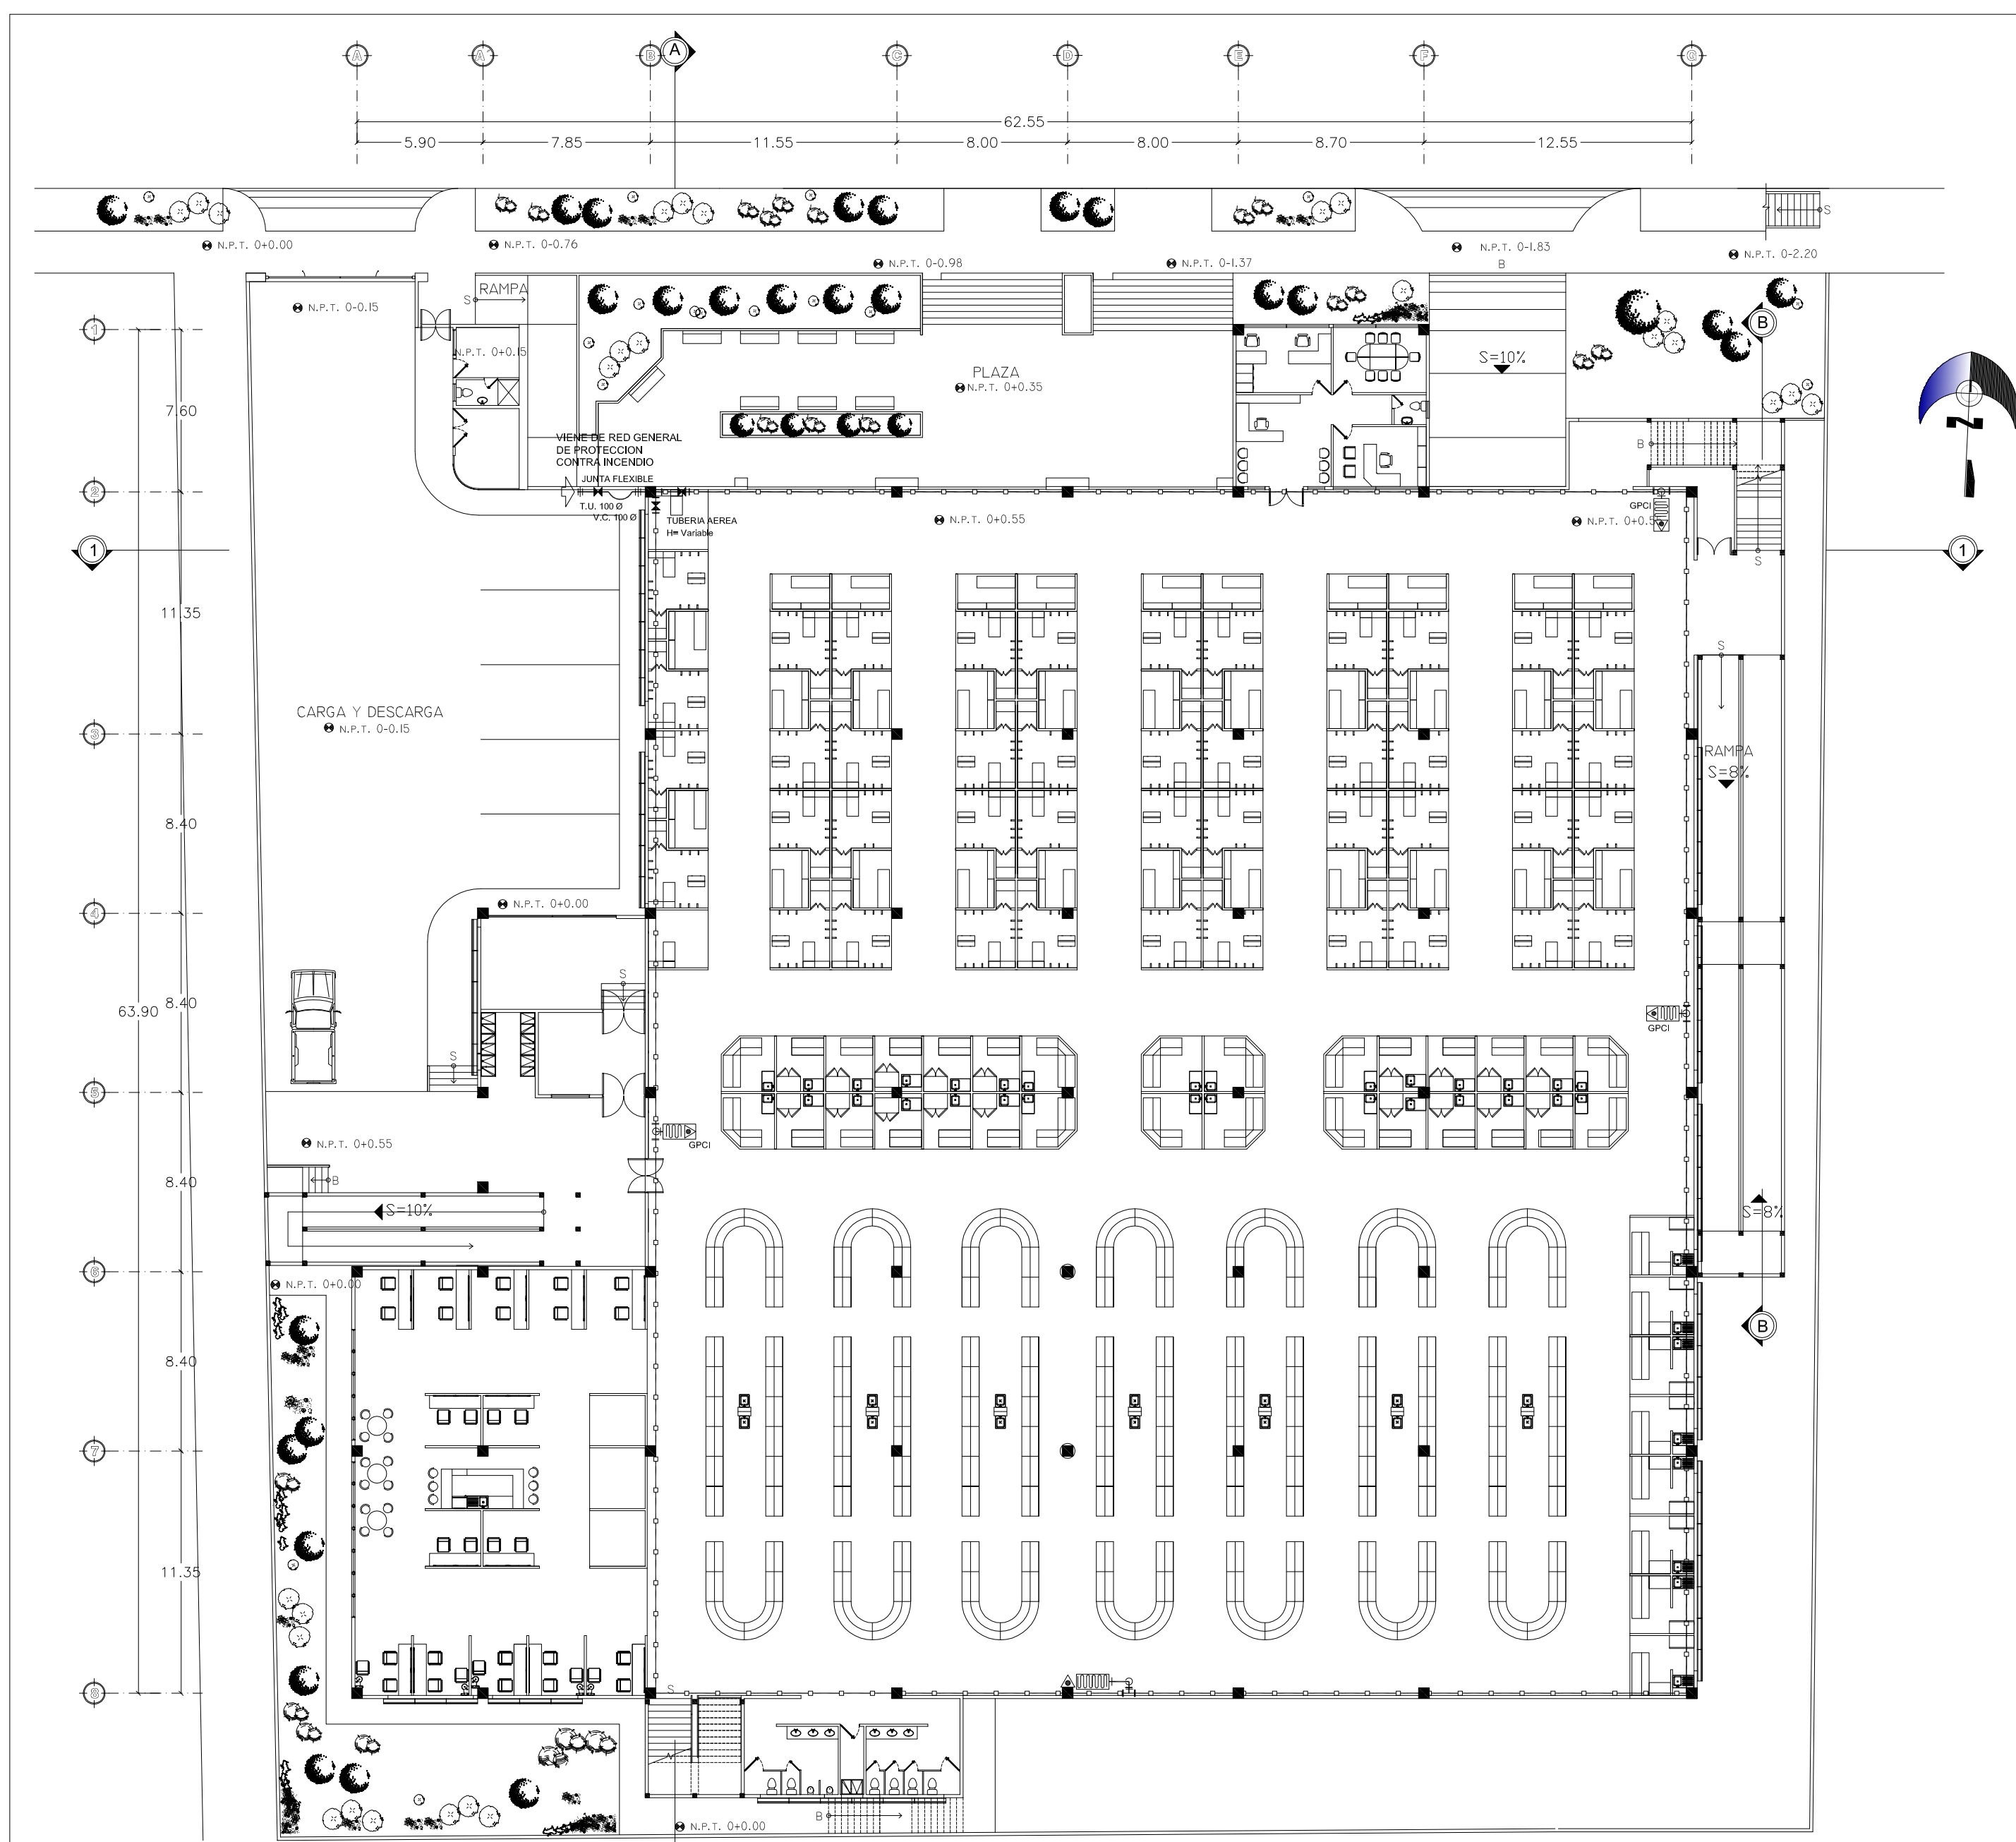 A A' B A C D E F G
62.55
5.90 7.85 11.55 8.00 8.00 8.70 12.55
S
N.P.T. 0+0.00
N.P.T. 0-0.76
N.P.T. 0-0.98
N.P.T. 0-1.37
N.P.T. 0-1.83
B
N.P.T. 0-2.20
N.P.T. 0-0.15
S
RAMPA
1
B
N.P.T. 0+0.15
S=10%
PLAZA
N.P.T. 0+0.35
7.60
Z
VIENE DE RED GENERAL
DE PROTECCION
CONTRA INCENDIO
B
JUNTA FLEXIBLE
2
T.U. 100 Ø
V.C. 100 Ø
TUBERIA AEREA
H= Variable
N.P.T. 0+0.55
GPCI
N.P.T. 0+0.55
1
1
S
11.35
S
CARGA Y DESCARGA
N.P.T. 0-0.15
3
RAMPA
S=8%
8.40
4
N.P.T. 0+0.00
S
63.90
8.40
GPCI
S
5
N.P.T. 0+0.55
GPCI
8.40
B
S=10%
S=8%
6
N.P.T. 0+0.00
B
8.40
7
11.35
8
S
B
N.P.T. 0+0.00